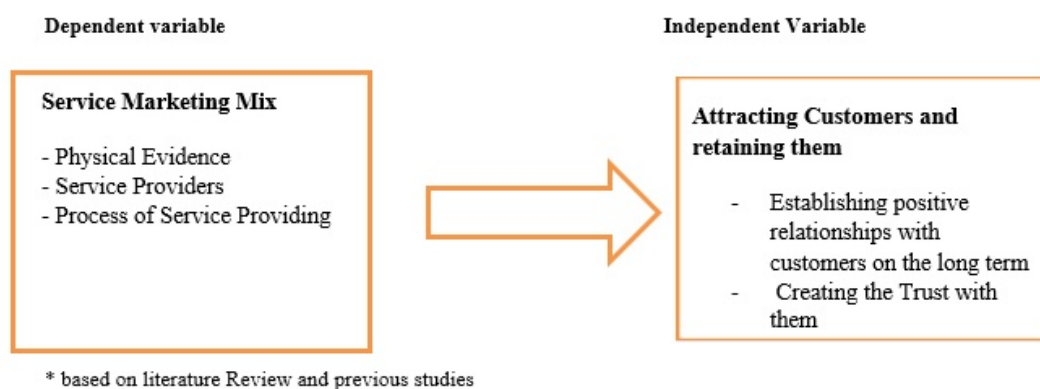 Dependent variable
Independent Variable
Service Marketing Mix
- Physical Evidence
- Service Providers
- Process of Service Providing
Attracting Customers and
retaining them
- Establishing positive
relationships with
customers on the long term
- Creating the Trust with
them
* based on literature Review and previous studies